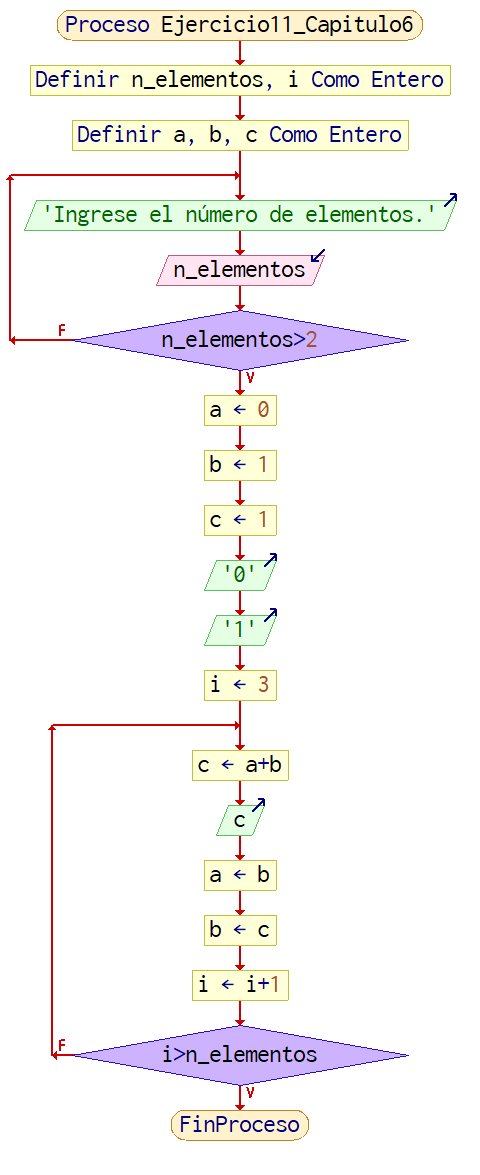 Proceso Ejercicio11_Capitulo6
Definir n_elementos, i Como Entero
Definir a, b, c Como Entero
'Ingrese el número de elementos.'
n_elementos
n_elementos>2
F
V
a ← 0
b ← 1
c ← 1
'0'
'1'
i ← 3
c ← a+b
c
a ← b
b ← c
i ← i+1
i>n_elementos
F
V
FinProceso